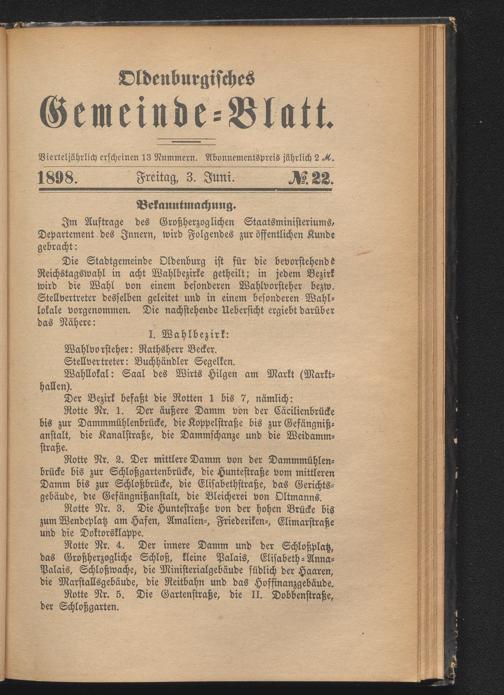 Oldenburgisches
Gemeinde-Blatt.
Vierteljährlich erscheinen 13 Nummern. Abonnementspreis jährlich 2 M.
1898. Freitag, 3. Juni. №. 22.
Bekanntmachung.
Im Auftrage des Großherzoglichen Staatsministeriums,
Departement des Innern, wird Folgendes zur öffentlichen Kunde
gebracht:
Die Stadtgemeinde Oldenburg ist für die bevorstehende
Reichstagswahl in acht Wahlbezirke getheilt; in jedem Bezirk
wird die Wahl von einem besonderen Wahlvorsteher bezw.
Stellvertreter desselben geleitet und in einem besonderen Wahl-
lokale vorgenommen. Die nachstehende Uebersicht ergiebt darüber
das Nähere:
I. Wahlbezirk:
Wahlvorsteher: Rathsherr Becker.
Stellvertreter: Buchhändler Segelken.
Wahllokal: Saal des Wirts Hilgen am Markt (Markt-
hallen).
Der Bezirk befaßt die Rotten 1 bis 7, nämlich:
Rotte Nr. 1. Der äußere Damm von der Cäcilienbrücke
bis zur Dammmühlenbrücke, die Koppelstraße bis zur Gefängniß-
anstalt, die Kanalstraße, die Dammschanze und die Weidamm-
straße.
Rotte Nr. 2. Der mittlere Damm von der Dammmühlen-
brücke bis zur Schloßgartenbrücke, die Huntestraße vom mittleren
Damm bis zur Schloßbrücke, die Elisabethstraße, das Gerichts-
gebäude, die Gefängnißanstalt, die Bleicherei von Oltmanns.
Rotte Nr. 3. Die Huntestraße von der hohen Brücke bis
zum Wendeplatz am Hafen, Amalien-, Friederiken-, Elimarstraße
und die Doktorsklappe.
Rotte Nr. 4. Der innere Damm und der Schloßplatz,
das Großherzogliche Schloß, kleine Palais, Elisabeth-Anna-
Palais, Schloßwache, die Ministerialgebäude südlich der Haaren,
die Marstallsgebäude, die Reitbahn und das Hoffinanzgebäude.
Rotte Nr. 5. Die Gartenstraße, die II. Dobbenstraße,
der Schloßgarten.